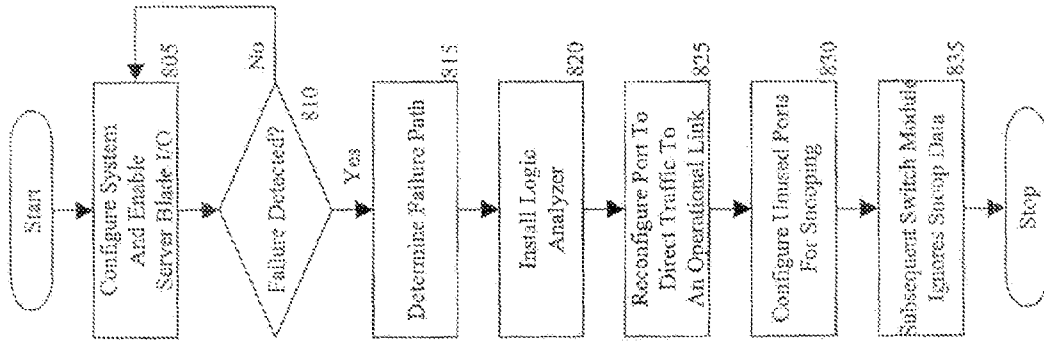 Start
Configure System
And Enable
Server Blade I/O
805
No
Failure Detected?
810
Yes
Determine Failure Path
815
Install Logic
Analyzer
820
Reconfigure Port To
Direct Traffic To
An Operational Link
825
Configure Unused Ports
For Snooping
830
Subsequent Switch Module
Ignores Snoop Data
835
Stop